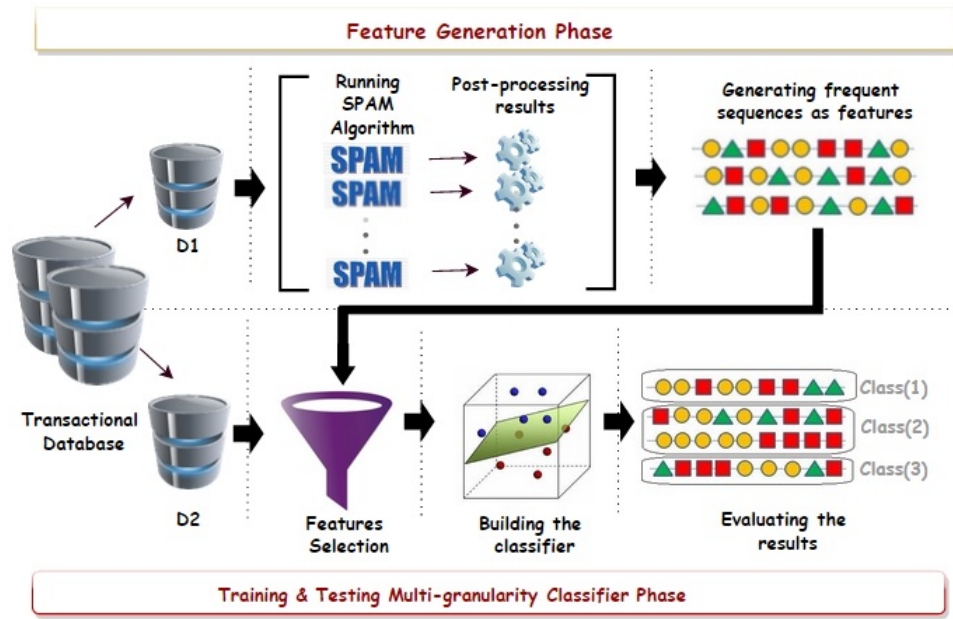 Feature Generation Phase
Running
SPAM
Algorithm
Post-processing
results
Generating frequent
sequences as features
SPAM
SPAM
SPAM
D1
Transactional
Database
D2
Features
Selection
Building the
classifier
Class(1)
Class(2)
Class(3)
Evaluating the
results
Training & Testing Multi-granularity Classifier Phase